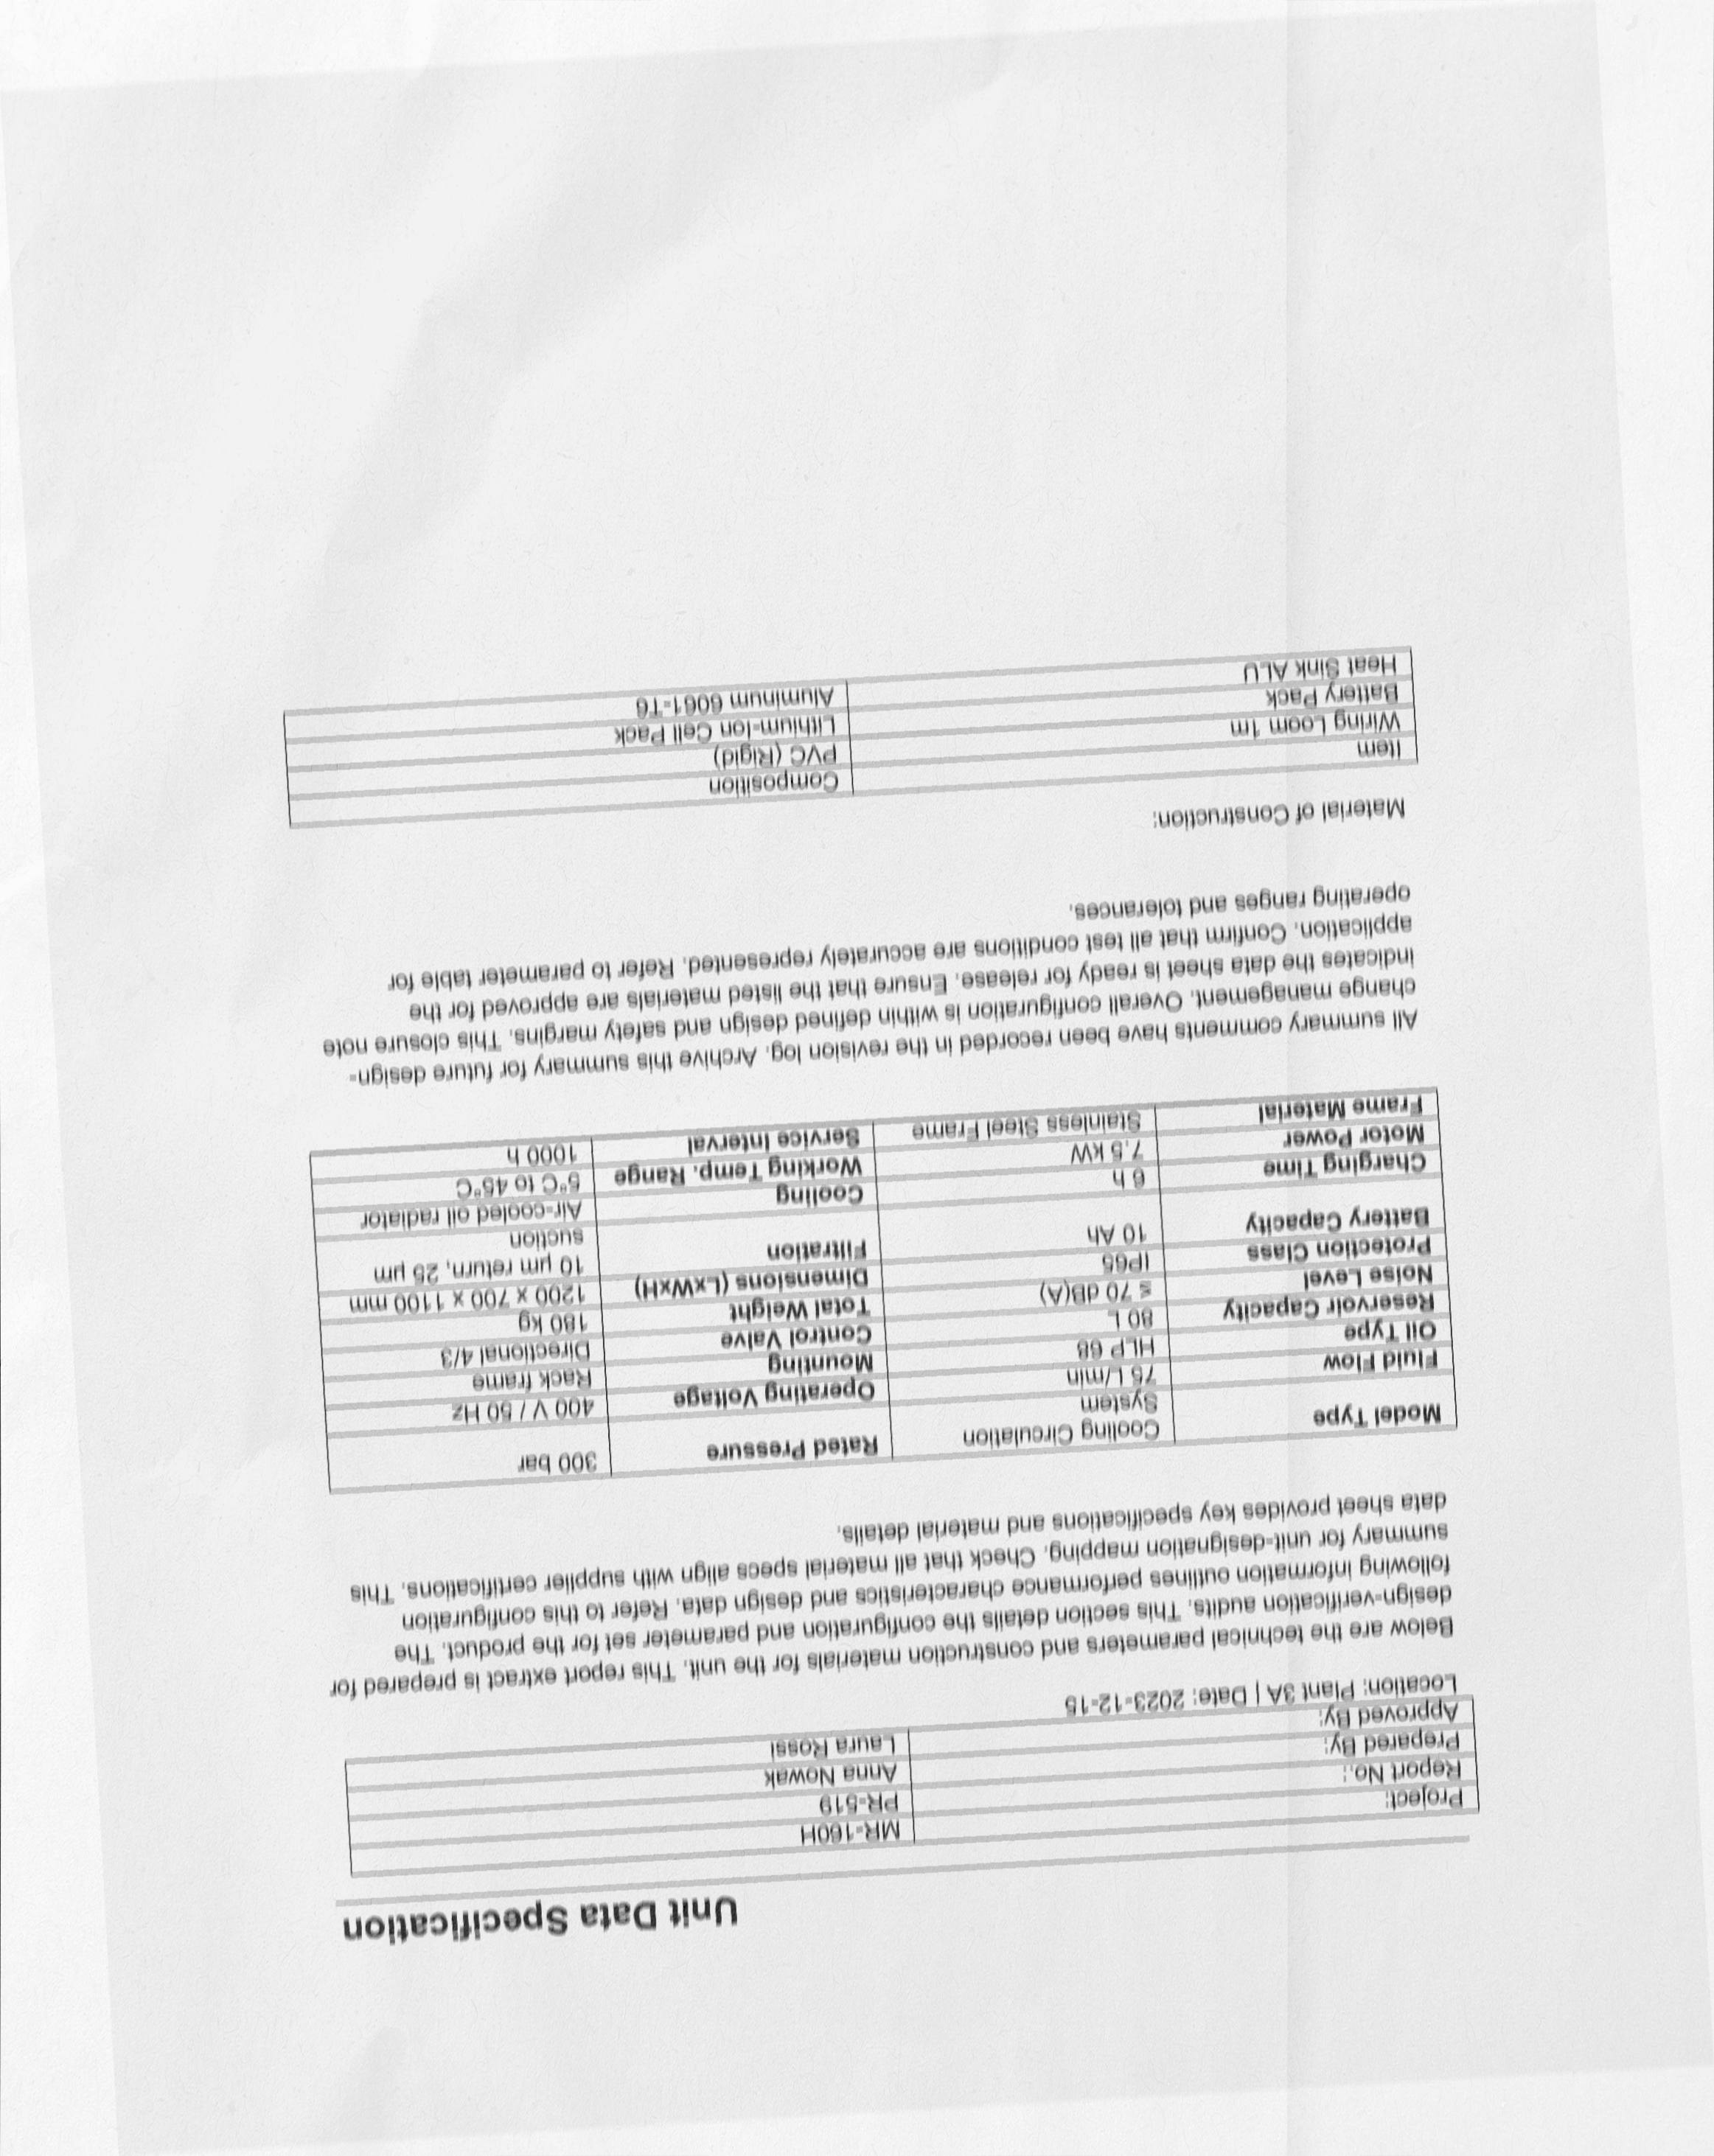 Unit Data Specification
Project: MR-160H
Report No.: PR-519
Prepared By: Anna Nowak
Approved By: Laura Rossi
Location: Plant 3A | Date: 2023-12-15
Below are the technical parameters and construction materials for the unit. This report extract is prepared for
design-verification audits. This section details the configuration and parameter set for the product. The
following information outlines performance characteristics and design data. Refer to this configuration
summary for unit-designation mapping. Check that all material specs align with supplier certifications. This
data sheet provides key specifications and material details.
Model Type Cooling Circulation Rated Pressure 300 bar
System
Fluid Flow 75 L/min Operating Voltage 400 V / 50 Hz
Oil Type HLP 68 Mounting Rack frame
Reservoir Capacity 80 L Control Valve Directional 4/3
Noise Level ≤ 70 dB(A) Total Weight 180 kg
Protection Class IP65 Dimensions (LxWxH) 1200 x 700 x 1100 mm
Battery Capacity 10 Ah Filtration 10 µm return, 25 µm
suction
Charging Time 6 h Cooling Air-cooled oil radiator
Motor Power 7.5 kW Working Temp. Range 5°C to 45°C
Frame Material Stainless Steel Frame Service Interval 1000 h
All summary comments have been recorded in the revision log. Archive this summary for future design-
change management. Overall configuration is within defined design and safety margins. This closure note
indicates the data sheet is ready for release. Ensure that the listed materials are approved for the
application. Confirm that all test conditions are accurately represented. Refer to parameter table for
operating ranges and tolerances.
Material of Construction:
Item Composition
Wiring Loom 1m PVC (Rigid)
Battery Pack Lithium-Ion Cell Pack
Heat Sink ALU Aluminum 6061-T6